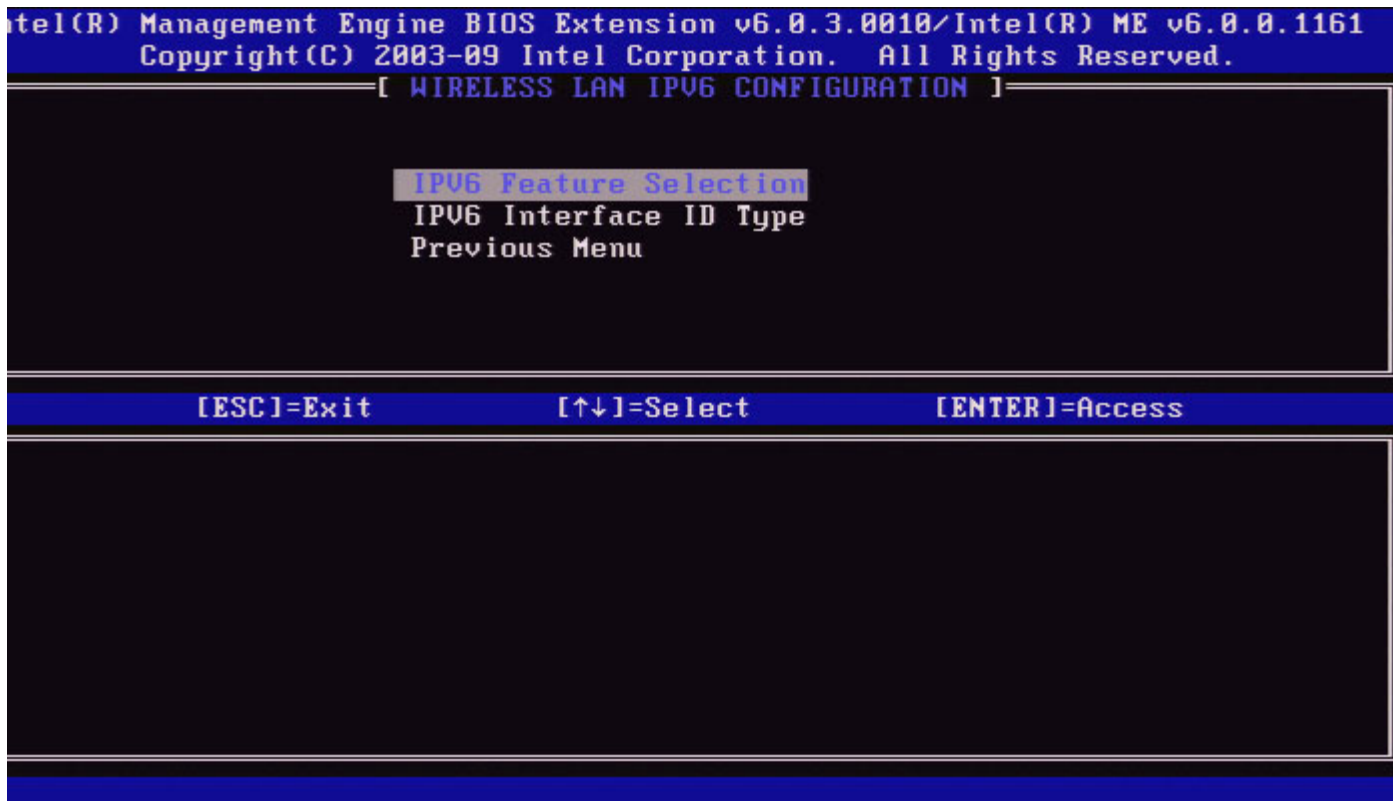 ntel(R) Management Engine BIOS Extension v6.0.3.0010/Intel(R) ME v6.0.0.1161
Copyright(C) 2003-09 Intel Corporation. All Rights Reserved.
[ WIRELESS LAN IPV6 CONFIGURATION ]
IPV6 Feature Selection
IPV6 Interface ID Type
Previous Menu
[ESC]=Exit [↑↓]=Select [ENTER]=Access